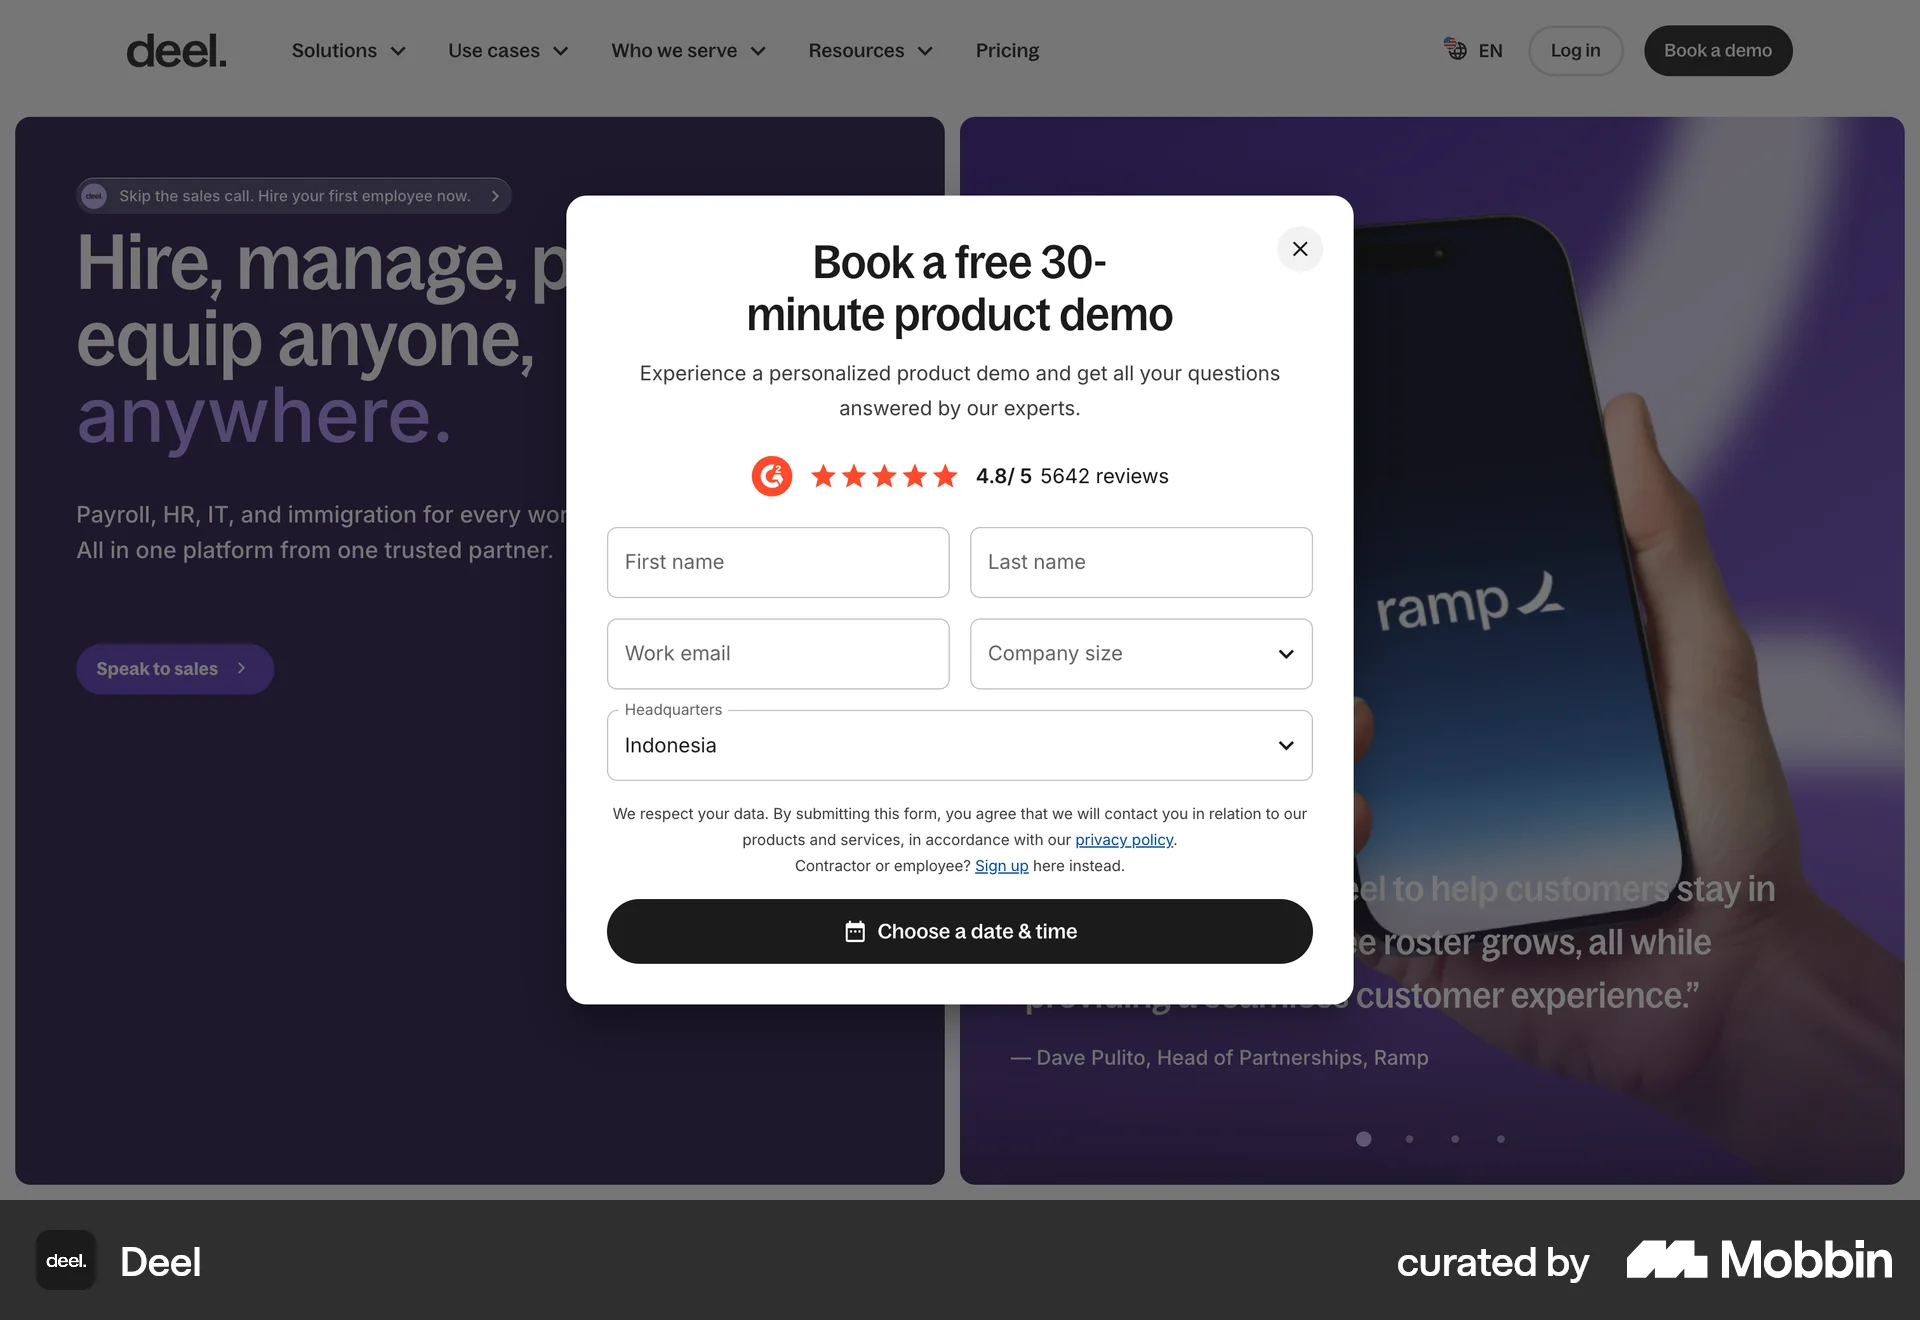 deel.
Solutions
Use cases
Who we serve
Resources
Pricing
EN
Log in
Book a demo
deel.
Skip the sales call. Hire your first employee now.
Hire, manage, p
equip anyone,
anywhere.
Payroll, HR, IT, and immigration for every wor
All in one platform from one trusted partner.
Speak to sales
Book a free 30-
minute product demo
Experience a personalized product demo and get all your questions
answered by our experts.
4.8/ 5 5642 reviews
First name
Last name
Work email
Company size
Headquarters
Indonesia
We respect your data. By submitting this form, you agree that we will contact you in relation to our
products and services, in accordance with our privacy policy.
Contractor or employee? Sign up here instead.
Choose a date & time
ramp
eel to help customers stay in
e roster grows, all while
providing a seamless customer experience.”
— Dave Pulito, Head of Partnerships, Ramp
deel.
Deel
curated by
Mobbin